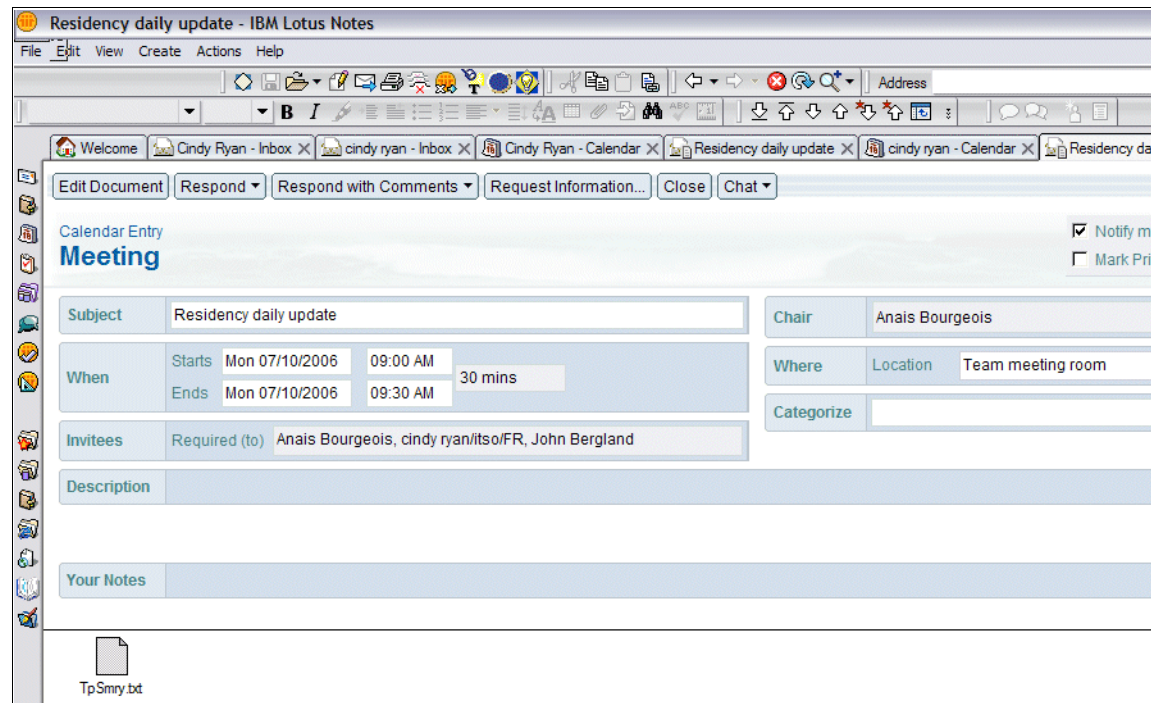 Residency daily update - IBM Lotus Notes
File Edit View Create Actions Help
Address
B I
Welcome Cindy Ryan - Inbox cindy ryan - Inbox Cindy Ryan - Calendar Residency daily update cindy ryan - Calendar Residency da
Edit Document Respond Respond with Comments Request Information... Close Chat
Calendar Entry
Meeting
Notify m
Mark Pri
Subject Residency daily update
Chair Anais Bourgeois
When
Starts Mon 07/10/2006 09:00 AM
30 mins
Ends Mon 07/10/2006 09:30 AM
Where Location Team meeting room
Categorize
Invitees Required (to) Anais Bourgeois, cindy ryan/itso/FR, John Bergland
Description
Your Notes
TpSmry.txt